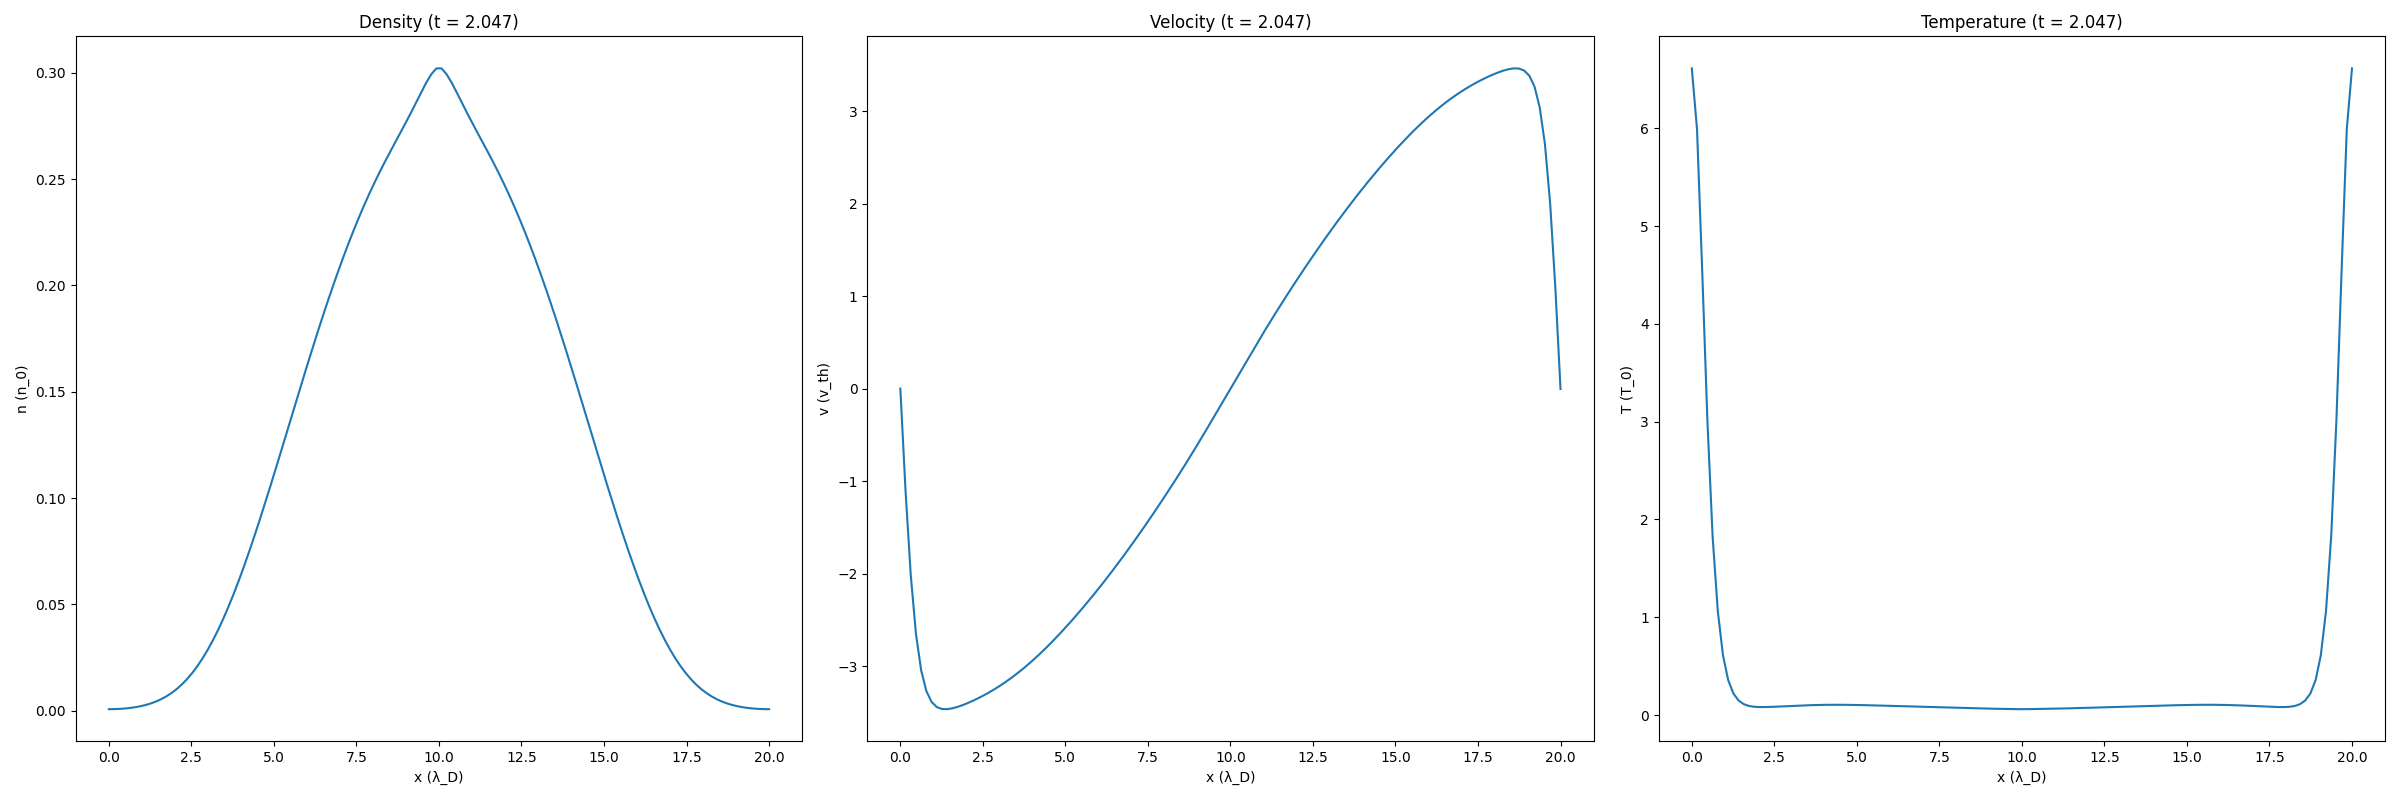 Density (t = 2.047)
n (n_0)
0.30
0.25
0.20
0.15
0.10
0.05
0.00
0.0 2.5 5.0 7.5 10.0 12.5 15.0 17.5 20.0
x (λ_D)
Velocity (t = 2.047)
v (v_th)
3
2
1
0
−1
−2
−3
0.0 2.5 5.0 7.5 10.0 12.5 15.0 17.5 20.0
x (λ_D)
Temperature (t = 2.047)
T (T_0)
6
5
4
3
2
1
0
0.0 2.5 5.0 7.5 10.0 12.5 15.0 17.5 20.0
x (λ_D)